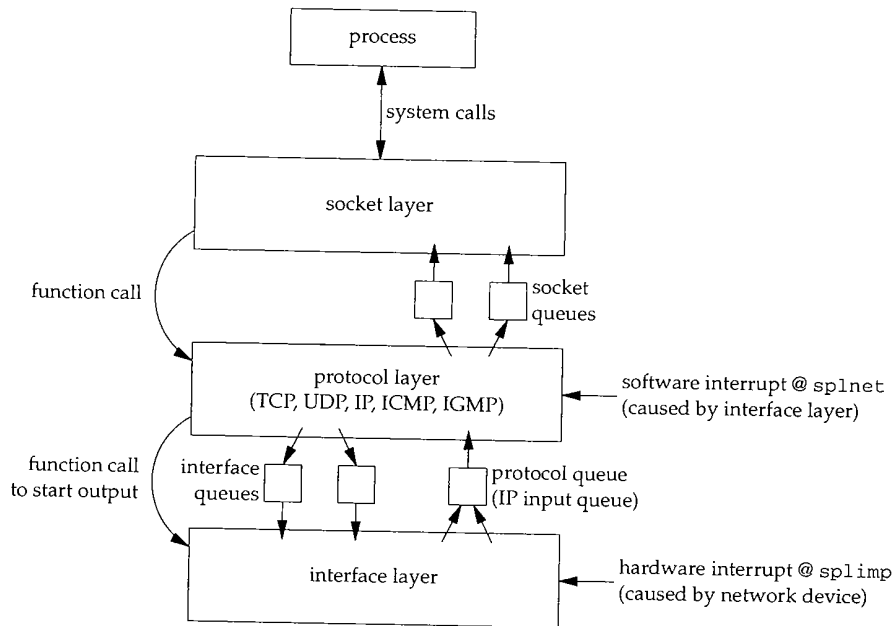 process
system calls
socket layer
function call
socket
queues
protocol layer
(TCP, UDP, IP, ICMP, IGMP)
software interrupt @ splnet
(caused by interface layer)
function call
to start output
interface
queues
protocol queue
(IP input queue)
interface layer
hardware interrupt @ splimp
(caused by network device)